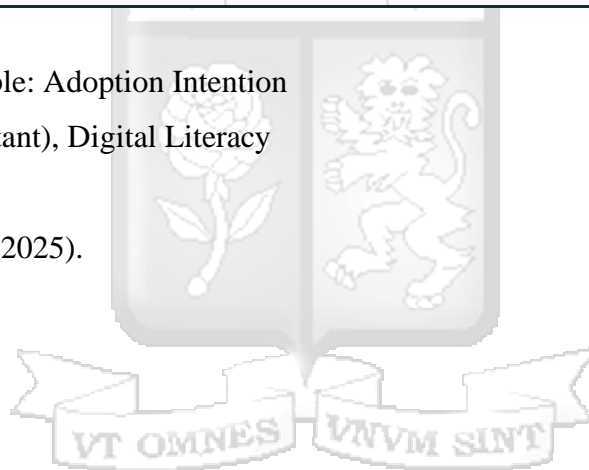 ble: Adoption Intention
tant), Digital Literacy
2025).
VT OMNES VNVM SINT